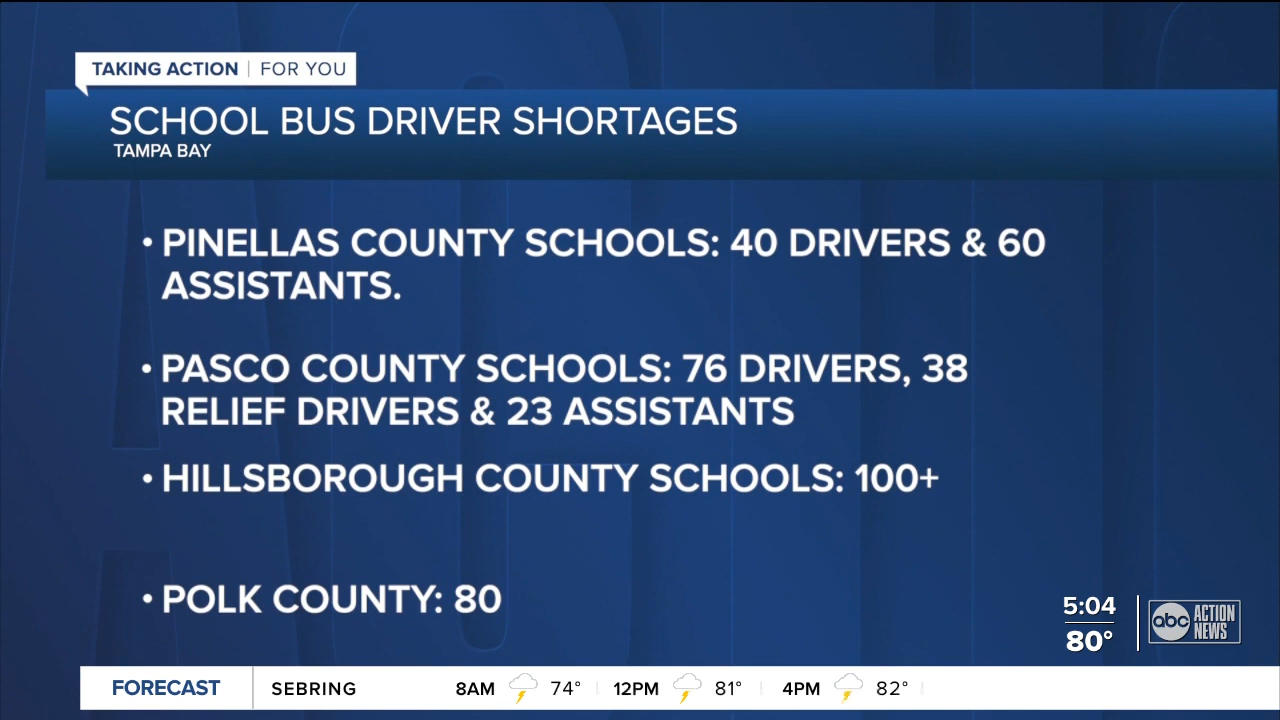 TAKING ACTION | FOR YOU
SCHOOL BUS DRIVER SHORTAGES
TAMPA BAY
• PINELLAS COUNTY SCHOOLS: 40 DRIVERS & 60
ASSISTANTS.
• PASCO COUNTY SCHOOLS: 76 DRIVERS, 38
RELIEF DRIVERS & 23 ASSISTANTS
• HILLSBOROUGH COUNTY SCHOOLS: 100+
• POLK COUNTY: 80
5:04
80°
abc ACTION
NEWS
FORECAST SEBRING 8AM 74° 12PM 81° 4PM 82°